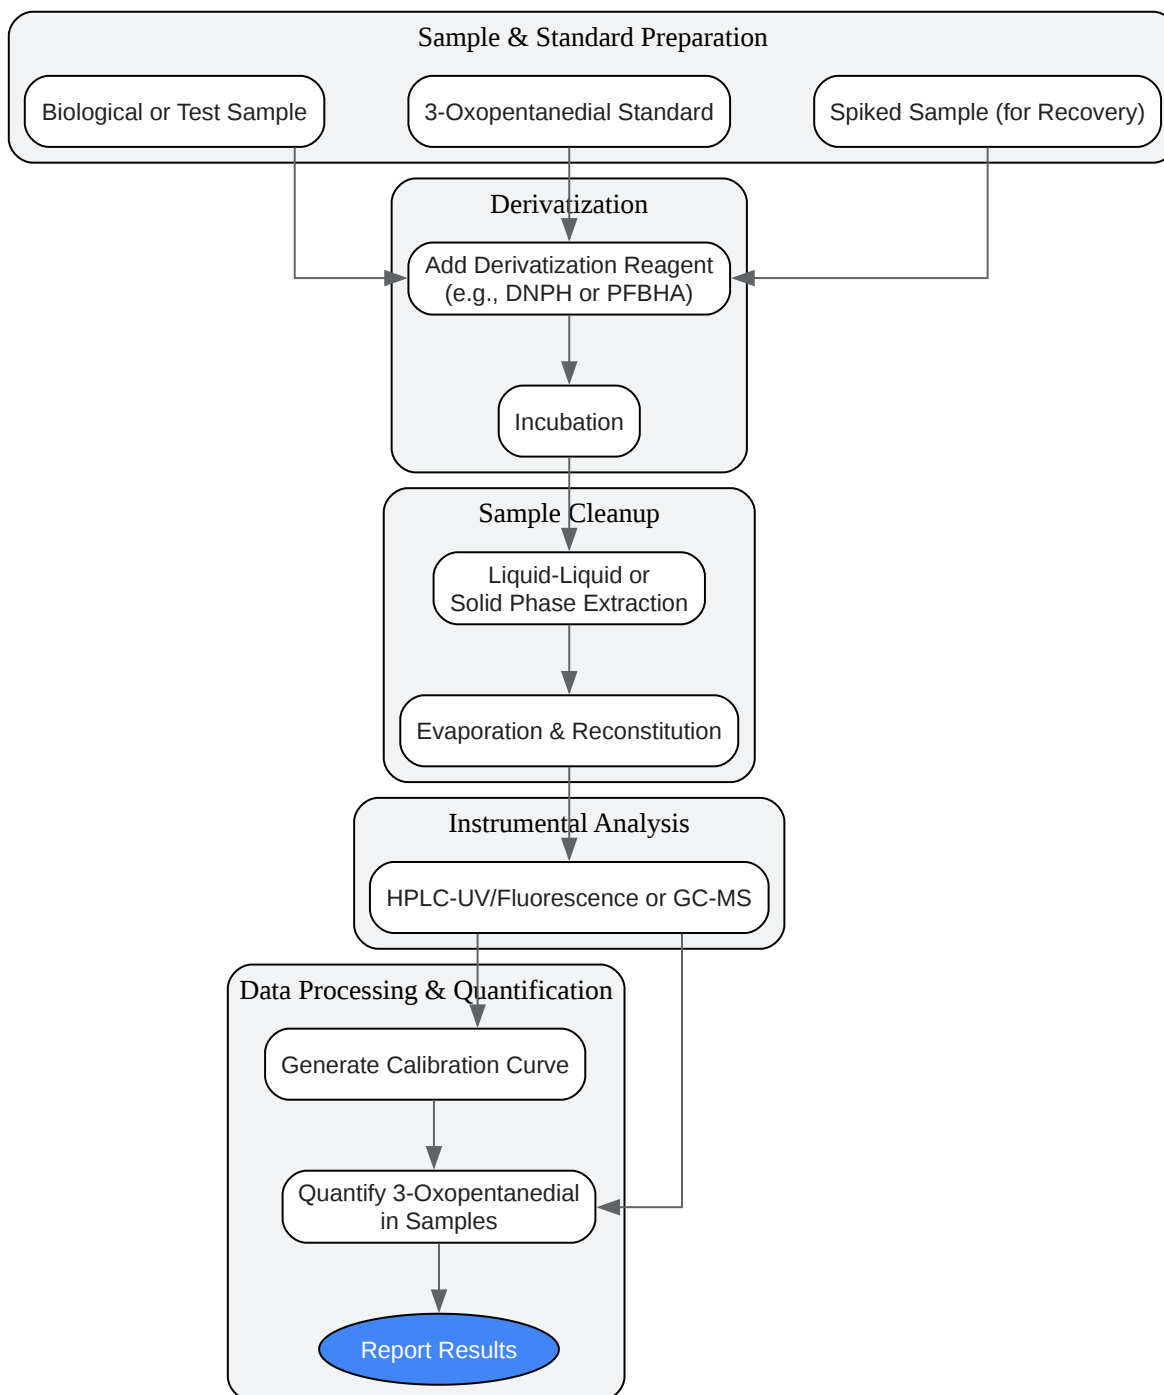 Sample & Standard Preparation
Biological or Test Sample
3-Oxopentanedial Standard
Spiked Sample (for Recovery)
Derivatization
Add Derivatization Reagent
(e.g., DNPH or PFBHA)
Incubation
Sample Cleanup
Liquid-Liquid or
Solid Phase Extraction
Evaporation & Reconstitution
Instrumental Analysis
HPLC-UV/Fluorescence or GC-MS
Data Processing & Quantification
Generate Calibration Curve
Quantify 3-Oxopentanedial
in Samples
Report Results